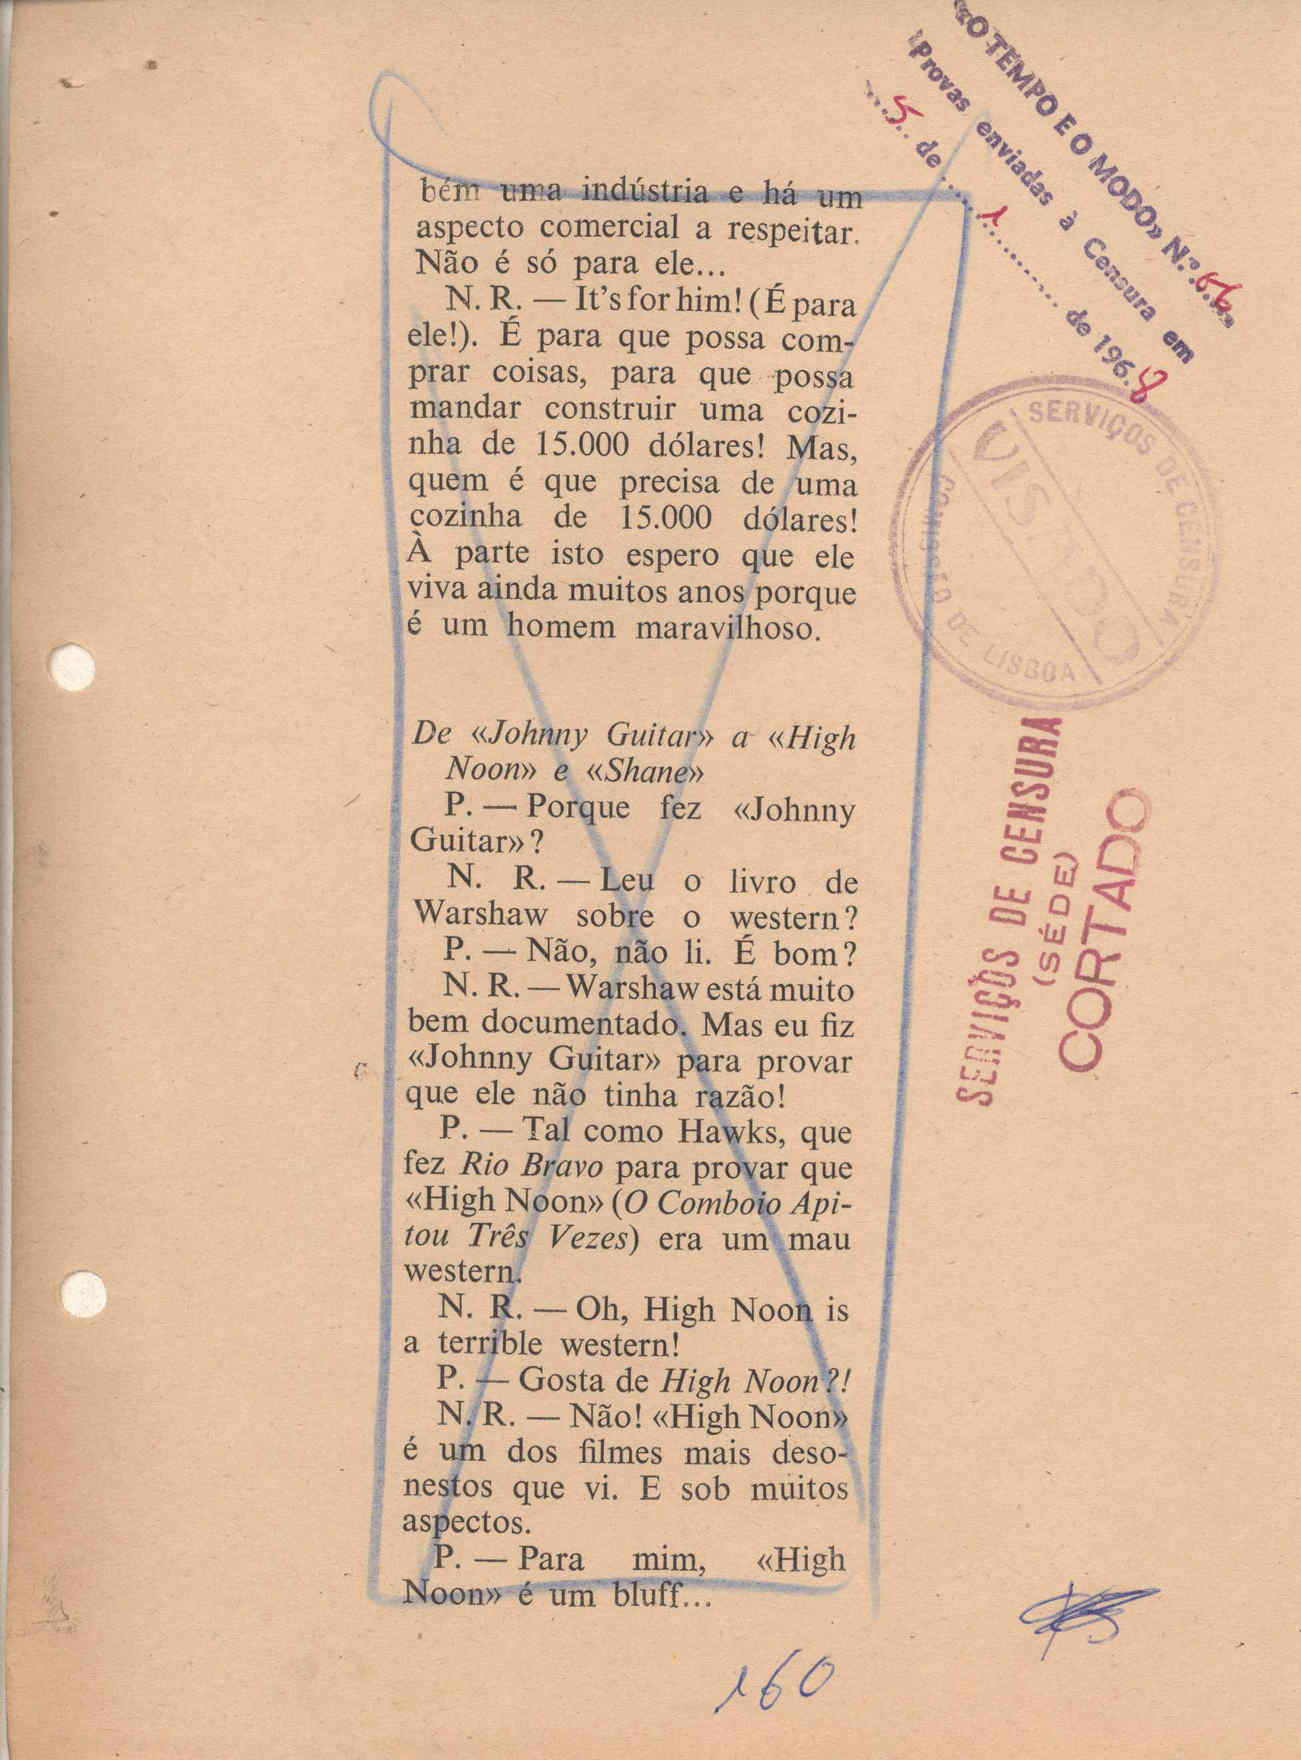 «O TEMPO E O MODO» N.º 56
Provas enviadas à Censura em
5 de 1 de 1968
bém uma indústria e há um
aspecto comercial a respeitar.
Não é só para ele...
N. R. — It's for him! (É para
ele!). É para que possa com-
prar coisas, para que possa
mandar construir uma cozi-
nha de 15.000 dólares! Mas,
quem é que precisa de uma
cozinha de 15.000 dólares!
À parte isto espero que ele
viva ainda muitos anos porque
é um homem maravilhoso.
SERVIÇOS DE CENSURA
VISADO
COMISSÃO DE LISBOA
De «Johnny Guitar» a «High
Noon» e «Shane»
P. — Porque fez «Johnny
Guitar»?
N. R. — Leu o livro de
Warshaw sobre o western?
P. — Não, não li. É bom?
N. R. — Warshaw está muito
bem documentado. Mas eu fiz
«Johnny Guitar» para provar
que ele não tinha razão!
P. — Tal como Hawks, que
fez Rio Bravo para provar que
«High Noon» (O Comboio Api-
tou Três Vezes) era um mau
western.
N. R. — Oh, High Noon is
a terrible western!
P. — Gosta de High Noon?!
N. R. — Não! «High Noon»
é um dos filmes mais deso-
nestos que vi. E sob muitos
aspectos.
P. — Para mim, «High
Noon» é um bluff...
SERVIÇOS DE CENSURA
(SÉDE)
CORTADO
160